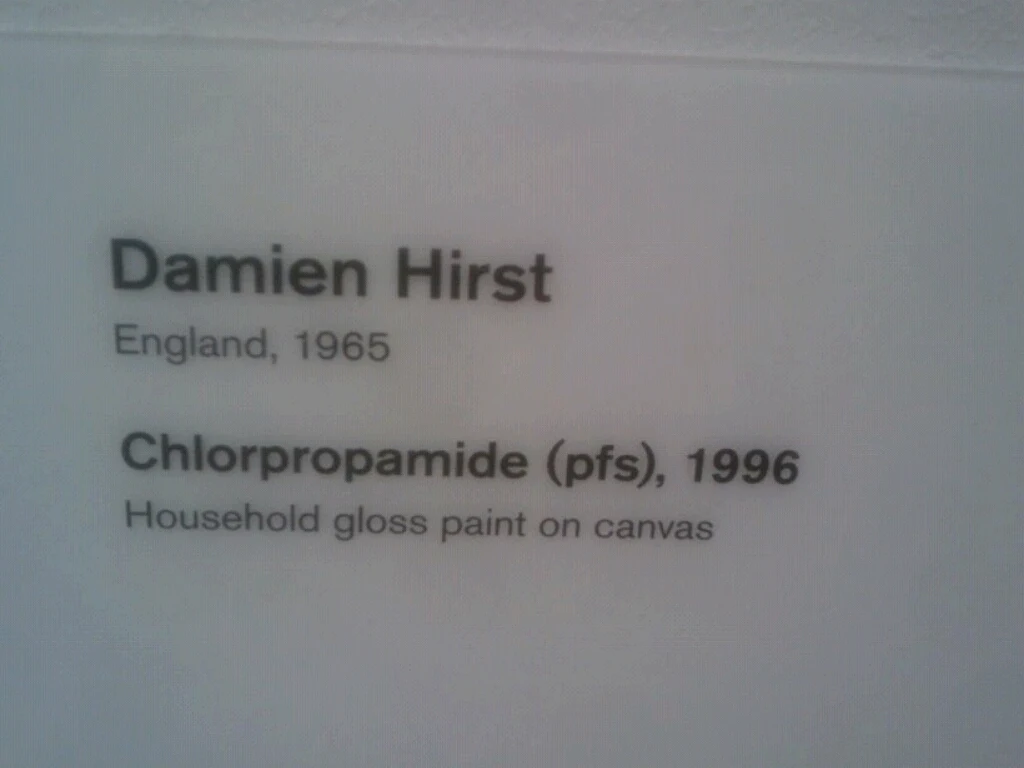 Damien Hirst
England, 1965
Chlorpropamide (pfs), 1996
Household gloss paint on canvas